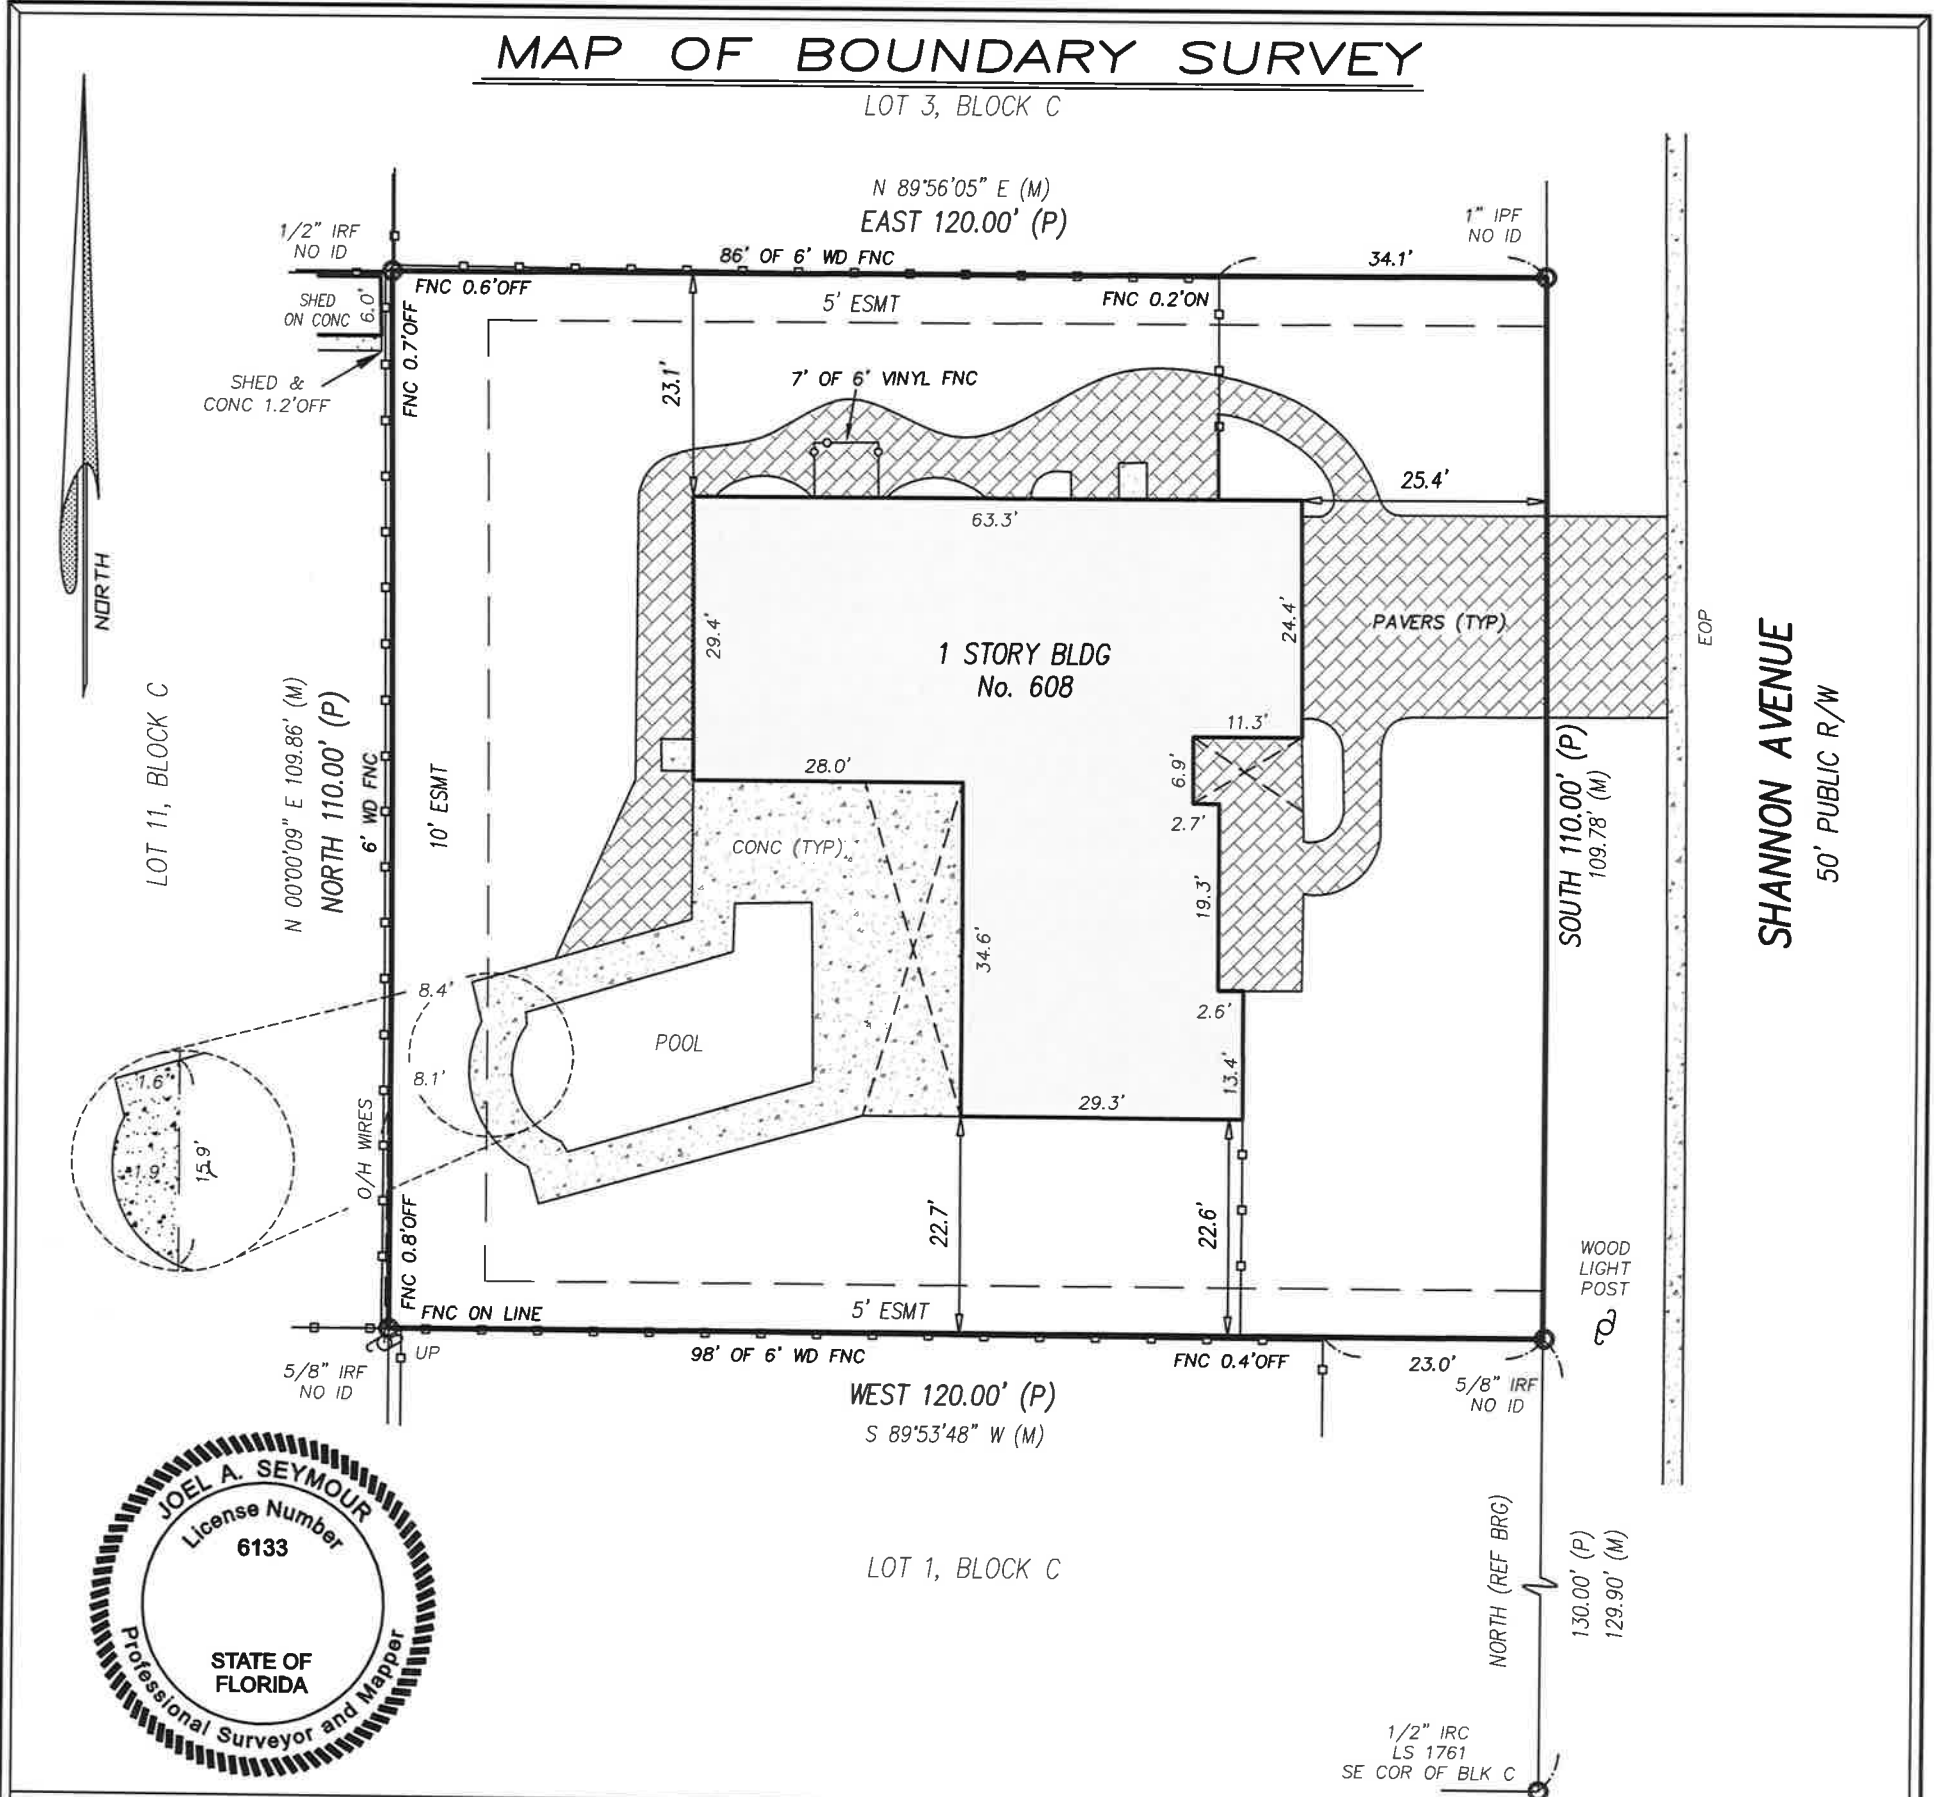 MAP OF BOUNDARY SURVEY
LOT 3, BLOCK C
N 89°56'05" E (M)
EAST 120.00' (P)
1/2" IRF
NO ID
1" IPF
NO ID
86' OF 6' WD FNC
34.1'
FNC 0.6'OFF
5' ESMT
FNC 0.2'ON
SHED
ON CONC
6.0'
FNC 0.7'OFF
SHED &
CONC 1.2'OFF
23.1'
7' OF 6' VINYL FNC
25.4'
63.3'
NORTH
29.4'
1 STORY BLDG
No. 608
24.4'
PAVERS (TYP)
EOP
SHANNON AVENUE
50' PUBLIC R/W
LOT 11, BLOCK C
N 00°00'09" E 109.86' (M)
NORTH 110.00' (P)
6' WD FNC
10' ESMT
28.0'
11.3'
6.9'
2.7'
SOUTH 110.00' (P)
109.78' (M)
CONC (TYP)
19.3'
34.6'
8.4'
POOL
2.6'
8.1'
13.4'
29.3'
1.6'
1.9'
15.9'
O/H WIRES
FNC 0.8'OFF
22.7'
22.6'
WOOD
LIGHT
POST
FNC ON LINE
5' ESMT
UP
98' OF 6' WD FNC
FNC 0.4'OFF
23.0'
5/8" IRF
NO ID
5/8" IRF
NO ID
WEST 120.00' (P)
S 89°53'48" W (M)
JOEL A. SEYMOUR
License Number
6133
STATE OF
FLORIDA
Professional Surveyor and Mapper
LOT 1, BLOCK C
NORTH (REF BRG)
130.00' (P)
129.90' (M)
1/2" IRC
LS 1761
SE COR OF BLK C